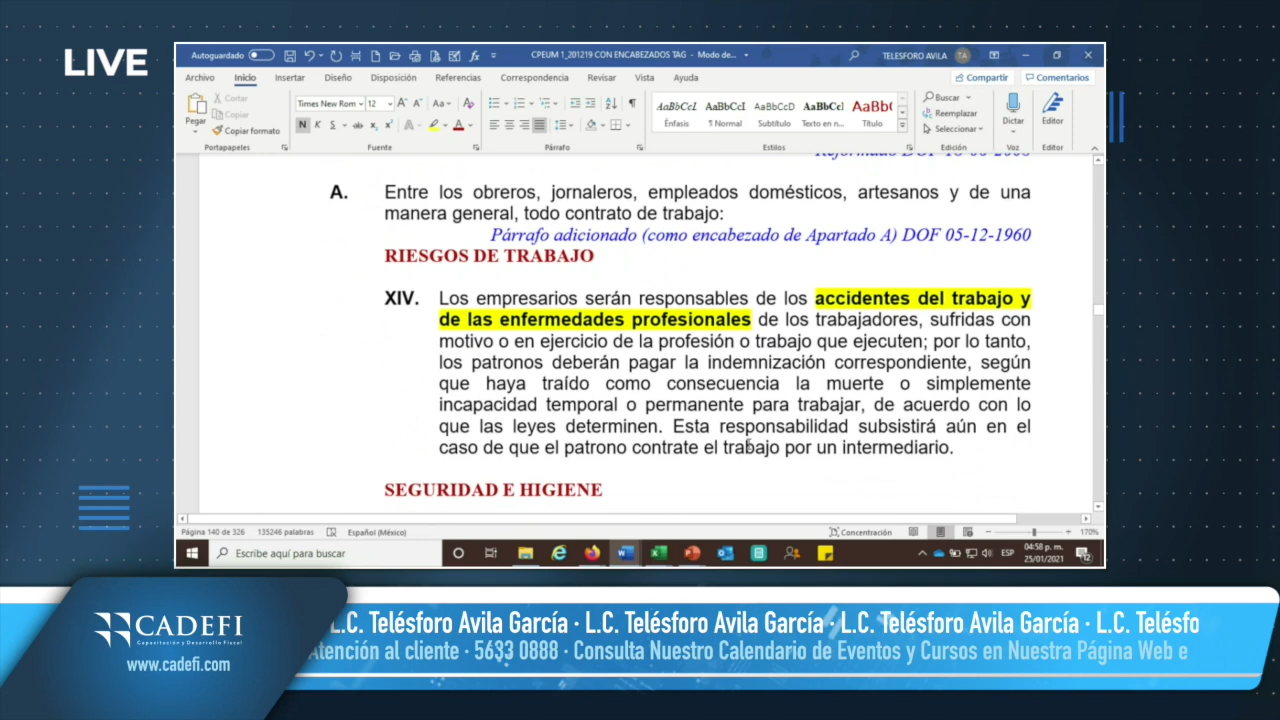 LIVE
Autoguardado
CPEUM 1_201219 CON ENCABEZADOS TAG - Modo de...
TELESFORO AVILA
TA
Archivo Inicio Insertar Diseño Disposición Referencias Correspondencia Revisar Vista Ayuda
Compartir
Comentarios
Pegar
Cortar
Copiar
Copiar formato
Portapapeles
Times New Rom
12
N K S
Fuente
Párrafo
AaBbCcL Énfasis
AaBbCcI ¶ Normal
AaBbCcD Subtítulo
AaBbCcI Texto en n...
AaBb( Título
Estilos
Buscar
Reemplazar
Seleccionar
Edición
Dictar
Voz
Editor
Editor
A. Entre los obreros, jornaleros, empleados domésticos, artesanos y de una
manera general, todo contrato de trabajo:
Párrafo adicionado (como encabezado de Apartado A) DOF 05-12-1960
RIESGOS DE TRABAJO
XIV. Los empresarios serán responsables de los accidentes del trabajo y
de las enfermedades profesionales de los trabajadores, sufridas con
motivo o en ejercicio de la profesión o trabajo que ejecuten; por lo tanto,
los patronos deberán pagar la indemnización correspondiente, según
que haya traído como consecuencia la muerte o simplemente
incapacidad temporal o permanente para trabajar, de acuerdo con lo
que las leyes determinen. Esta responsabilidad subsistirá aún en el
caso de que el patrono contrate el trabajo por un intermediario.
SEGURIDAD E HIGIENE
Página 140 de 326 135246 palabras Español (México)
Concentración
170%
Escribe aquí para buscar
ESP
04:58 p. m.
25/01/2021
12
CADEFI
Capacitación y Desarrollo Fiscal
www.cadefi.com
L.C. Telésforo Avila García · L.C. Telésforo Avila García · L.C. Telésforo Avila García · L.C. Telésfo
Atención al cliente · 5633 0888 · Consulta Nuestro Calendario de Eventos y Cursos en Nuestra Página Web e